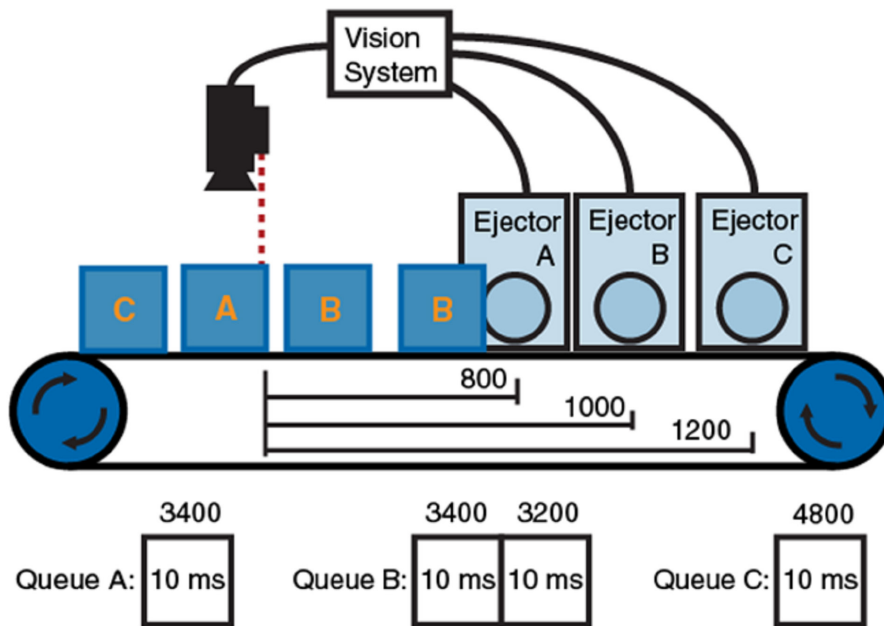 Vision
System
Ejector
A
Ejector
B
Ejector
C
C
A
B
B
800
1000
1200
3400
3400
3200
4800
Queue A:
10 ms
Queue B:
10 ms
10 ms
Queue C:
10 ms